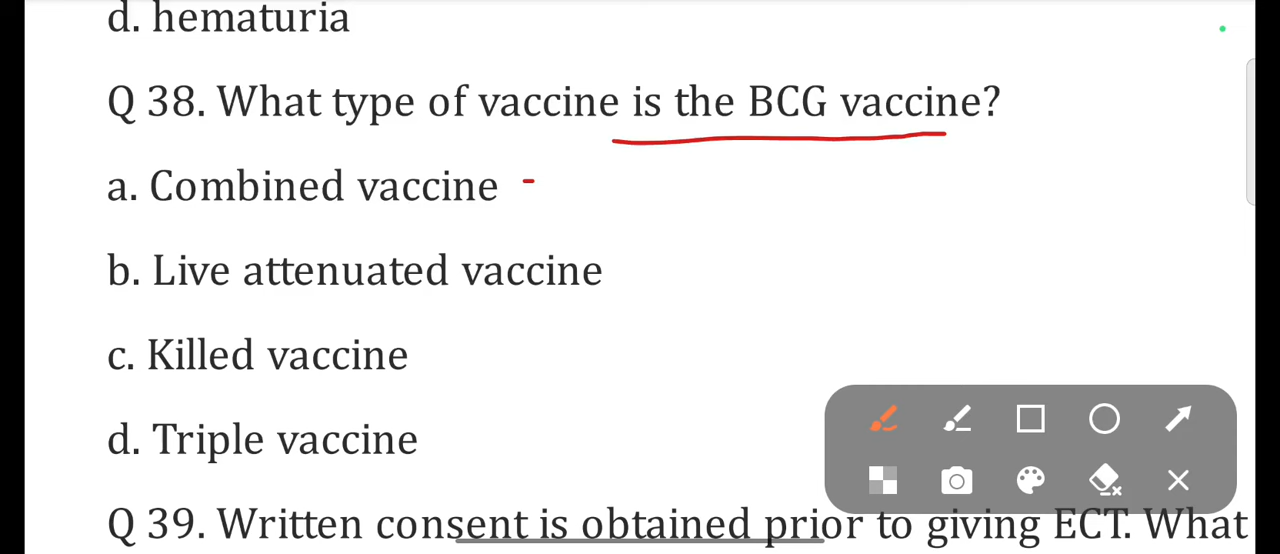 d. hematuria
Q 38. What type of vaccine is the BCG vaccine?
a. Combined vaccine
b. Live attenuated vaccine
c. Killed vaccine
d. Triple vaccine
Q 39. Written consent is obtained prior to giving ECT. What